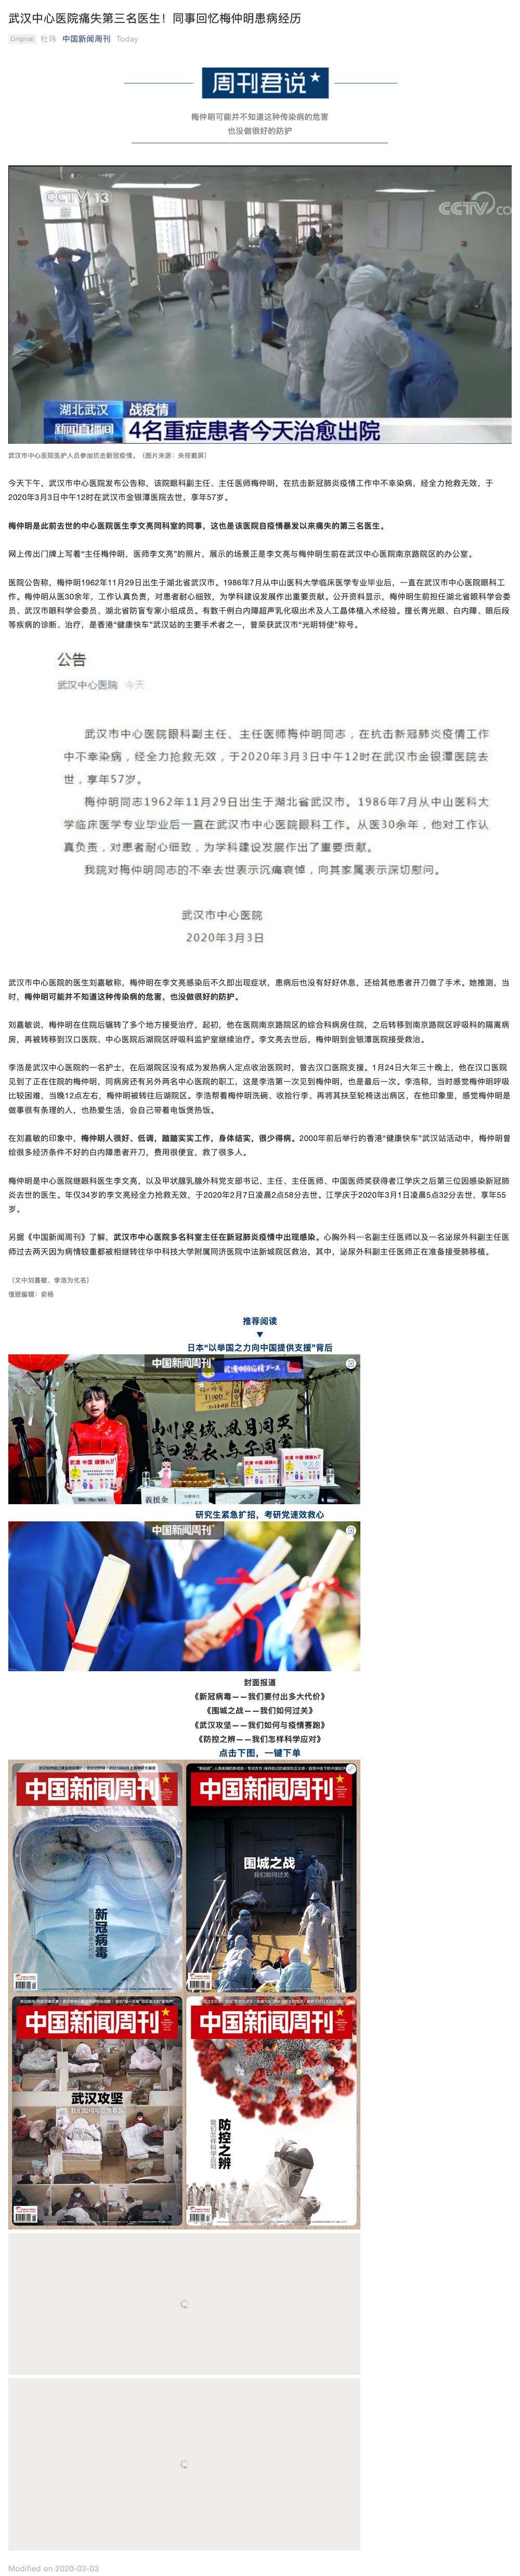 武汉中心医院痛失第三名医生！同事回忆梅仲明患病经历
Original 杜玮 中国新闻周刊 Today
周刊君说
梅仲明可能并不知道这种传染病的危害
也没做很好的防护
CCTV 13
CCTV.co
湖北武汉 战疫情
新闻直播间 4名重症患者今天治愈出院
武汉市中心医院医护人员参加抗击新冠疫情。（图片来源：央视截屏）
今天下午，武汉市中心医院发布公告称，该院眼科副主任、主任医师梅仲明，在抗击新冠肺炎疫情工作中不幸染病，经全力抢救无效，于
2020年3月3日中午12时在武汉市金银潭医院去世，享年57岁。
梅仲明是此前去世的中心医院医生李文亮同科室的同事，这也是该医院自疫情暴发以来痛失的第三名医生。
网上传出门牌上写着“主任梅仲明，医师李文亮”的照片，展示的场景正是李文亮与梅仲明生前在武汉中心医院南京路院区的办公室。
医院公告称，梅仲明1962年11月29日出生于湖北省武汉市。1986年7月从中山医科大学临床医学专业毕业后，一直在武汉市中心医院眼科工
作。梅仲明从医30余年，工作认真负责，对患者耐心细致，为学科建设发展作出重要贡献。公开资料显示，梅仲明生前担任湖北省眼科学会委
员、武汉市眼科学会委员、湖北省防盲专家小组成员。有数千例白内障超声乳化吸出术及人工晶体植入术经验。擅长青光眼、白内障、眼后段
等疾病的诊断、治疗，是香港“健康快车”武汉站的主要手术者之一，曾荣获武汉市“光明特使”称号。
公告
武汉中心医院 今天
武汉市中心医院眼科副主任、主任医师梅仲明同志，在抗击新冠肺炎疫情工作
中不幸染病，经全力抢救无效，于2020年3月3日中午12时在武汉市金银潭医院去
世，享年57岁。
梅仲明同志1962年11月29日出生于湖北省武汉市。1986年7月从中山医科大
学临床医学专业毕业后一直在武汉市中心医院眼科工作。从医30余年，他对工作认
真负责，对患者耐心细致，为学科建设发展作出了重要贡献。
我院对梅仲明同志的不幸去世表示沉痛哀悼，向其家属表示深切慰问。
武汉市中心医院
2020年3月3日
武汉市中心医院的医生刘嘉敏称，梅仲明在李文亮感染后不久即出现症状，患病后也没有好好休息，还给其他患者开刀做了手术。她推测，当
时，梅仲明可能并不知道这种传染病的危害，也没做很好的防护。
刘嘉敏说，梅仲明在住院后辗转了多个地方接受治疗，起初，他在医院南京路院区的综合科病房住院，之后转移到南京路院区呼吸科的隔离病
房，再被转移到汉口医院、中心医院后湖院区呼吸科监护室继续治疗。李文亮去世后，梅仲明到金银潭医院接受救治。
李浩是武汉中心医院的一名护士，在后湖院区没有成为发热病人定点收治医院时，曾去汉口医院支援。1月24日大年三十晚上，他在汉口医院
见到了正在住院的梅仲明，同病房还有另外两名中心医院的职工，这是李浩第一次见到梅仲明，也是最后一次。李浩称，当时感觉梅仲明呼吸
比较困难，当晚12点左右，梅仲明被转往后湖院区。李浩帮着梅仲明洗碗、收拾行李、再将其扶至轮椅送出病区，在他印象里，感觉梅仲明是
做事很有条理的人，也热爱生活，会自己带着电饭煲热饭。
在刘嘉敏的印象中，梅仲明人很好、低调，踏踏实实工作，身体结实，很少得病。2000年前后举行的香港“健康快车”武汉站活动中，梅仲明曾
给很多经济条件不好的白内障患者开刀，费用很便宜，救了很多人。
梅仲明是中心医院继眼科医生李文亮，以及甲状腺乳腺外科党支部书记、主任、主任医师、中国医师奖获得者江学庆之后第三位因感染新冠肺
炎去世的医生。年仅34岁的李文亮经全力抢救无效，于2020年2月7日凌晨2点58分去世。江学庆于2020年3月1日凌晨5点32分去世，享年55
岁。
另据《中国新闻周刊》了解，武汉市中心医院多名科室主任在新冠肺炎疫情中出现感染。心胸外科一名副主任医师以及一名泌尿外科副主任医
师过去两天因为病情较重都被相继转往华中科技大学附属同济医院中法新城院区救治，其中，泌尿外科副主任医师正在准备接受肺移植。
（文中刘嘉敏、李浩为化名）
值班编辑：俞杨
推荐阅读
▼
日本“以举国之力向中国提供支援”背后
中国新闻周刊
義援金
マスク
研究生紧急扩招，考研党速效救心
中国新闻周刊
封面报道
《新冠病毒——我们要付出多大代价》
《围城之战——我们如何过关》
《武汉攻坚——我们如何与疫情赛跑》
《防控之辨——我们怎样科学应对》
点击下图，一键下单
中国新闻周刊
新冠病毒
我们要付出多大代价
中国新闻周刊
围城之战
我们如何过关
中国新闻周刊
武汉攻坚
我们如何与疫情赛跑
中国新闻周刊
防控之辨
我们怎样科学应对
Modified on 2020-03-03